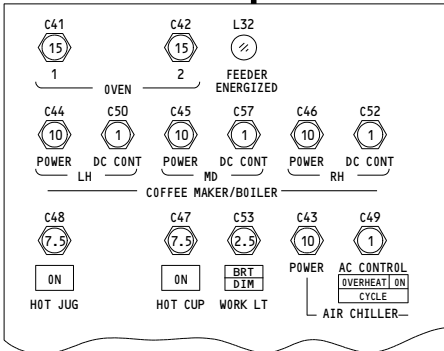 C41 C42 L32
15 15
1 2 FEEDER
OVEN ENERGIZED
C44 C50 C45 C57 C46 C52
10 1 10 1 10 1
POWER DC CONT POWER DC CONT POWER DC CONT
LH MD RH
COFFEE MAKER/BOILER
C48 C47 C53 C43 C49
7.5 7.5 2.5 10 1
POWER AC CONTROL
ON ON BRT OVERHEAT ON
DIM CYCLE
HOT JUG HOT CUP WORK LT AIR CHILLER